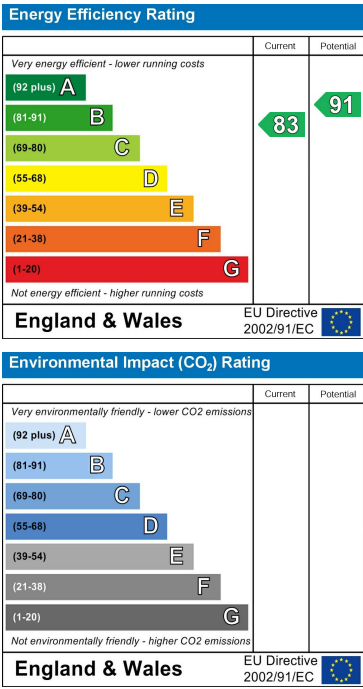 Energy Efficiency Rating
Current Potential
Very energy efficient - lower running costs
(92 plus) A
(81-91) B
83 91
(69-80) C
(55-68) D
(39-54) E
(21-38) F
(1-20) G
Not energy efficient - higher running costs
England & Wales
EU Directive
2002/91/EC
Environmental Impact (CO₂) Rating
Current Potential
Very environmentally friendly - lower CO2 emissions
(92 plus) A
(81-91) B
(69-80) C
(55-68) D
(39-54) E
(21-38) F
(1-20) G
Not environmentally friendly - higher CO2 emissions
England & Wales
EU Directive
2002/91/EC